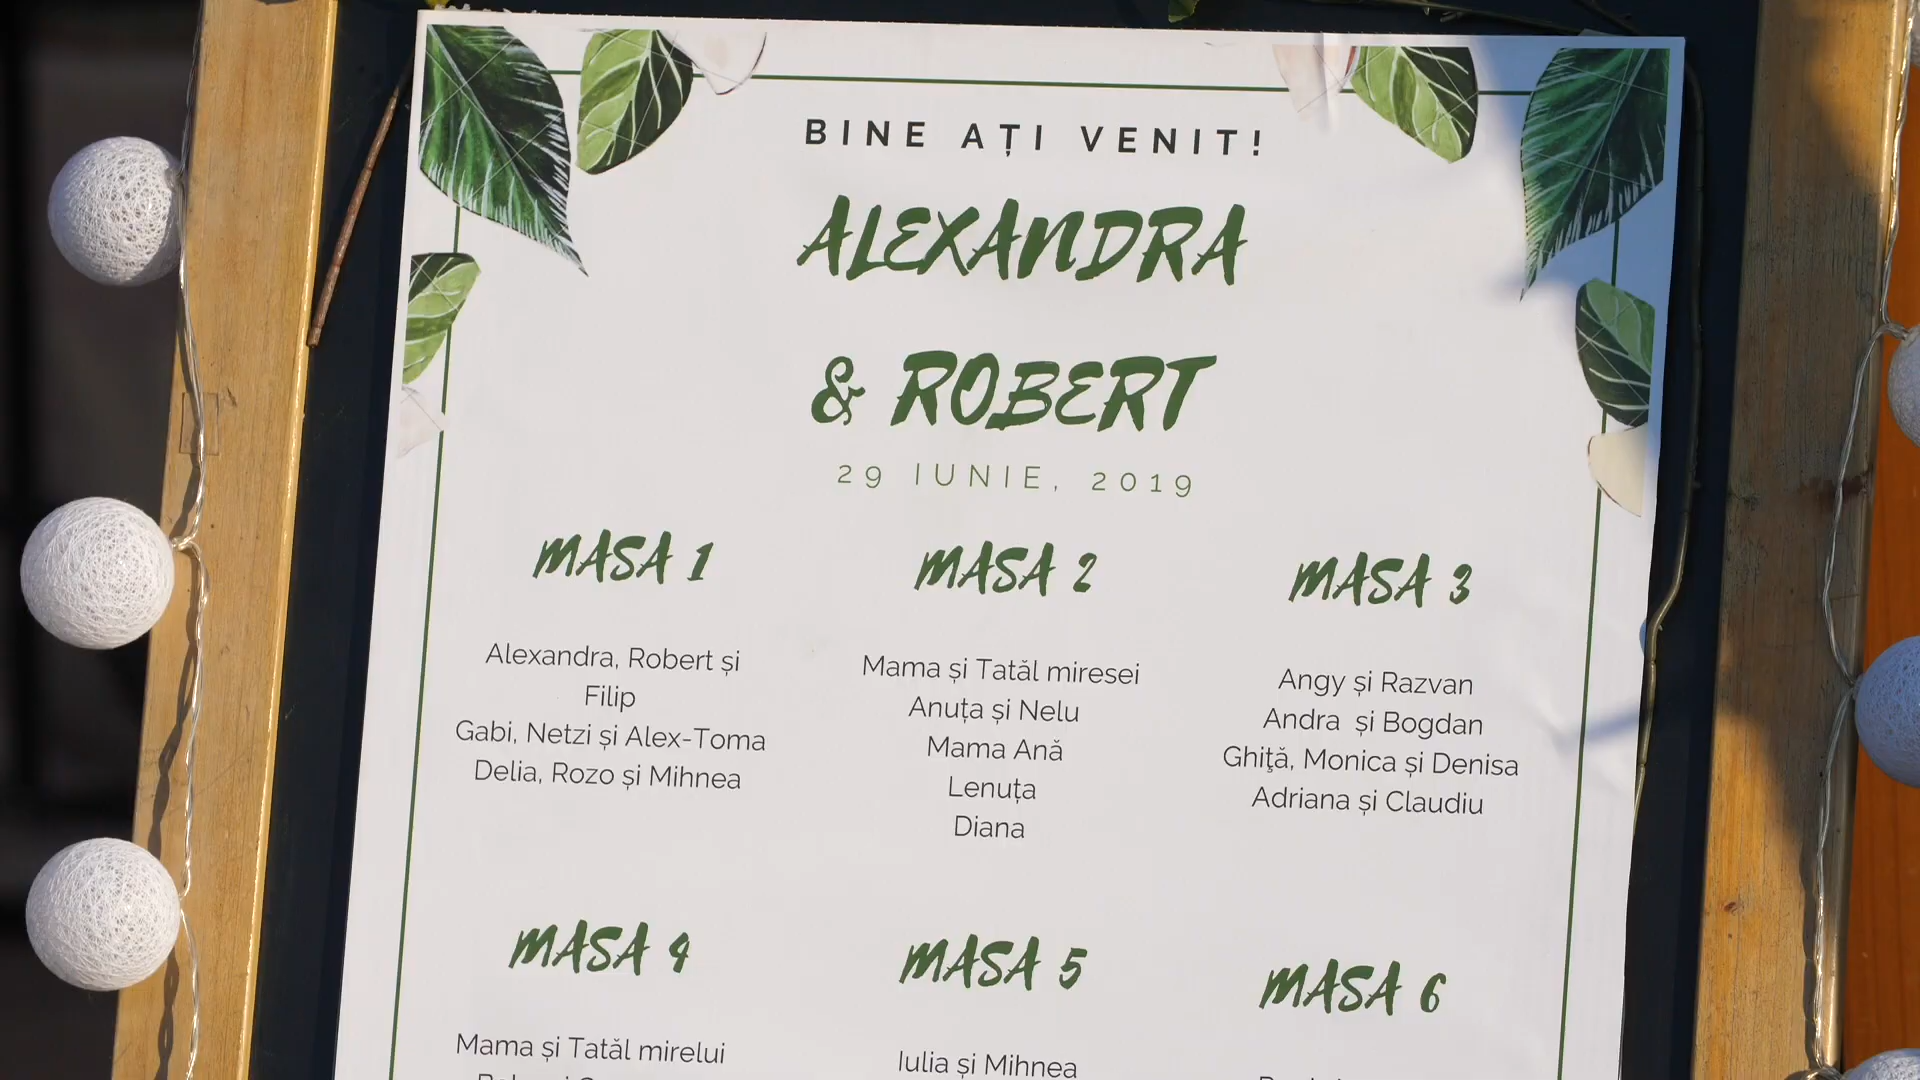 BINE AȚI VENIT!
ALEXANDRA
& ROBERT
29 IUNIE, 2019
MASA 1
Alexandra, Robert și
Filip
Gabi, Netzi și Alex-Toma
Delia, Rozo și Mihnea
MASA 2
Mama și Tatăl miresei
Anuța și Nelu
Mama Ană
Lenuța
Diana
MASA 3
Angy și Razvan
Andra și Bogdan
Ghiţă, Monica și Denisa
Adriana și Claudiu
MASA 4
Mama și Tatăl mirelui
MASA 5
Iulia și Mihnea
MASA 6